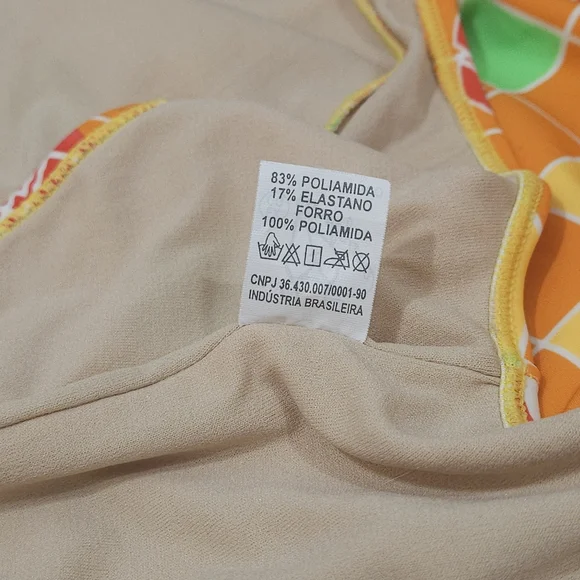 83% POLIAMIDA
17% ELASTANO
FORRO
100% POLIAMIDA
CNPJ 36.430.007/0001-90
INDÚSTRIA BRASILEIRA